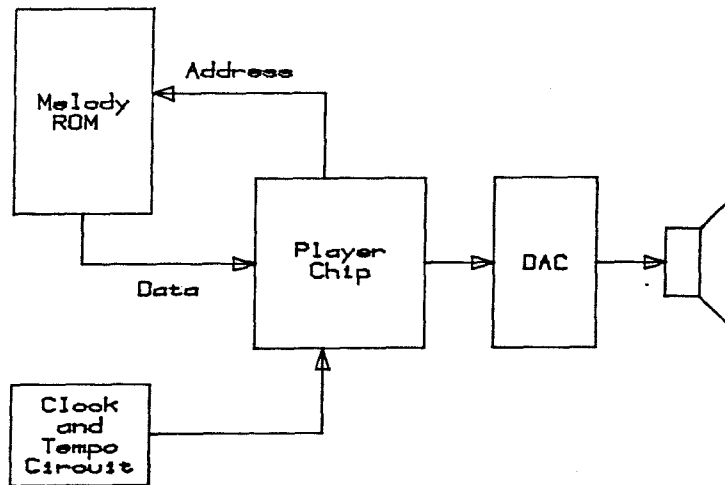 Address
Melody
ROM
Player
Chip
DAC
Data
Clock
and
Tempo
Circuit